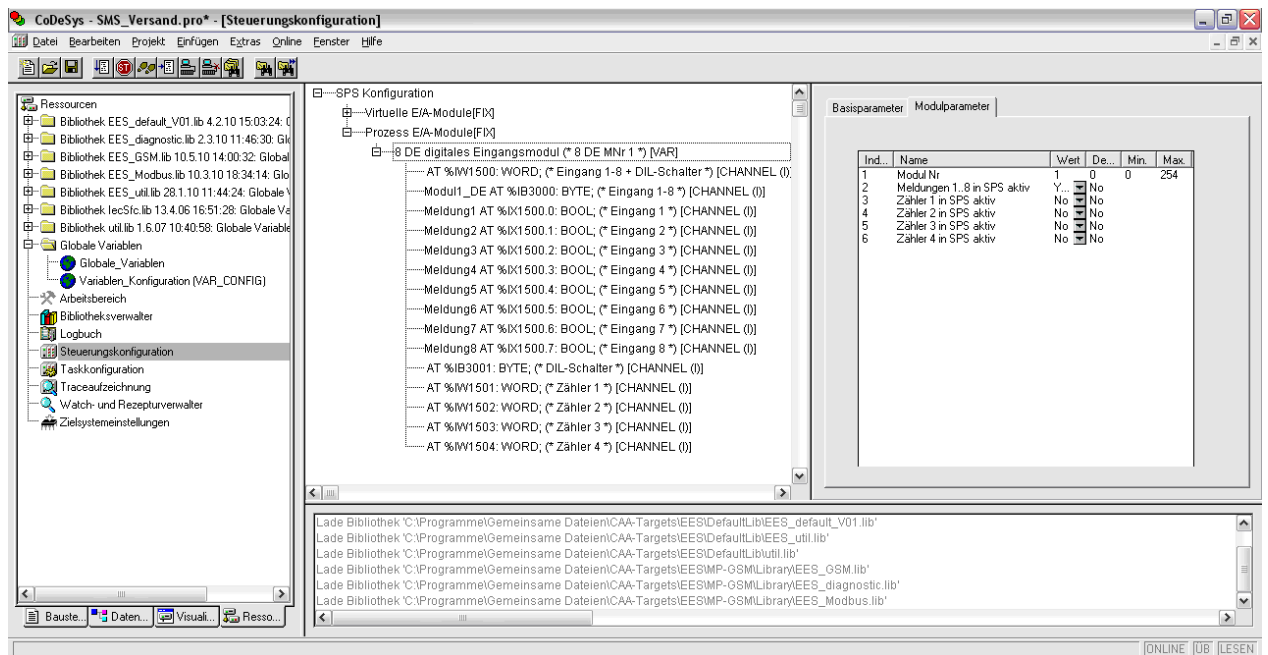 CoDeSys - SMS_Versand.pro* - [Steuerungskonfiguration]
Datei Bearbeiten Projekt Einfügen Extras Online Fenster Hilfe
Ressourcen
Bibliothek EES_default_V01.lib 4.2.10 15:03:24:
Bibliothek EES_diagnostic.lib 2.3.10 11:46:30: Glo
Bibliothek EES_GSM.lib 10.5.10 14:00:32: Global
Bibliothek EES_Modbus.lib 10.3.10 18:34:14: Glo
Bibliothek EES_util.lib 28.1.10 11:44:24: Globale
Bibliothek IecSfc.lib 13.4.06 16:51:28: Globale Va
Bibliothek util.lib 1.6.07 10:40:58: Globale Variable
Globale Variablen
Globale_Variablen
Variablen_Konfiguration (VAR_CONFIG)
Arbeitsbereich
Bibliotheksverwalter
Logbuch
Steuerungskonfiguration
Taskkonfiguration
Traceaufzeichnung
Watch- und Rezepturverwalter
Zielsystemeinstellungen
Bauste... Daten... Visuali... Resso...
SPS Konfiguration
Virtuelle E/A-Module[FIX]
Prozess E/A-Module[FIX]
8 DE digitales Eingangsmodul (* 8 DE MNr 1 *) [VAR]
AT %IW1500: WORD; (* Eingang 1-8 + DIL-Schalter *) [CHANNEL (I)]
Modul1_DE AT %IB3000: BYTE; (* Eingang 1-8 *) [CHANNEL (I)]
Meldung1 AT %IX1500.0: BOOL; (* Eingang 1 *) [CHANNEL (I)]
Meldung2 AT %IX1500.1: BOOL; (* Eingang 2 *) [CHANNEL (I)]
Meldung3 AT %IX1500.2: BOOL; (* Eingang 3 *) [CHANNEL (I)]
Meldung4 AT %IX1500.3: BOOL; (* Eingang 4 *) [CHANNEL (I)]
Meldung5 AT %IX1500.4: BOOL; (* Eingang 5 *) [CHANNEL (I)]
Meldung6 AT %IX1500.5: BOOL; (* Eingang 6 *) [CHANNEL (I)]
Meldung7 AT %IX1500.6: BOOL; (* Eingang 7 *) [CHANNEL (I)]
Meldung8 AT %IX1500.7: BOOL; (* Eingang 8 *) [CHANNEL (I)]
AT %IB3001: BYTE; (* DIL-Schalter *) [CHANNEL (I)]
AT %IW1501: WORD; (* Zähler 1 *) [CHANNEL (I)]
AT %IW1502: WORD; (* Zähler 2 *) [CHANNEL (I)]
AT %IW1503: WORD; (* Zähler 3 *) [CHANNEL (I)]
AT %IW1504: WORD; (* Zähler 4 *) [CHANNEL (I)]
Basisparameter Modulparameter
Ind... Name Wert De... Min. Max.
1 Modul Nr 1 0 0 254
2 Meldungen 1..8 in SPS aktiv Y... No
3 Zähler 1 in SPS aktiv No No
4 Zähler 2 in SPS aktiv No No
5 Zähler 3 in SPS aktiv No No
6 Zähler 4 in SPS aktiv No No
Lade Bibliothek 'C:\Programme\Gemeinsame Dateien\CAA-Targets\EES\DefaultLib\EES_default_V01.lib'
Lade Bibliothek 'C:\Programme\Gemeinsame Dateien\CAA-Targets\EES\DefaultLib\EES_util.lib'
Lade Bibliothek 'C:\Programme\Gemeinsame Dateien\CAA-Targets\EES\DefaultLib\util.lib'
Lade Bibliothek 'C:\Programme\Gemeinsame Dateien\CAA-Targets\EES\MP-GSM\Library\EES_GSM.lib'
Lade Bibliothek 'C:\Programme\Gemeinsame Dateien\CAA-Targets\EES\MP-GSM\Library\EES_diagnostic.lib'
Lade Bibliothek 'C:\Programme\Gemeinsame Dateien\CAA-Targets\EES\MP-GSM\Library\EES_Modbus.lib'
ONLINE ÜB LESEN